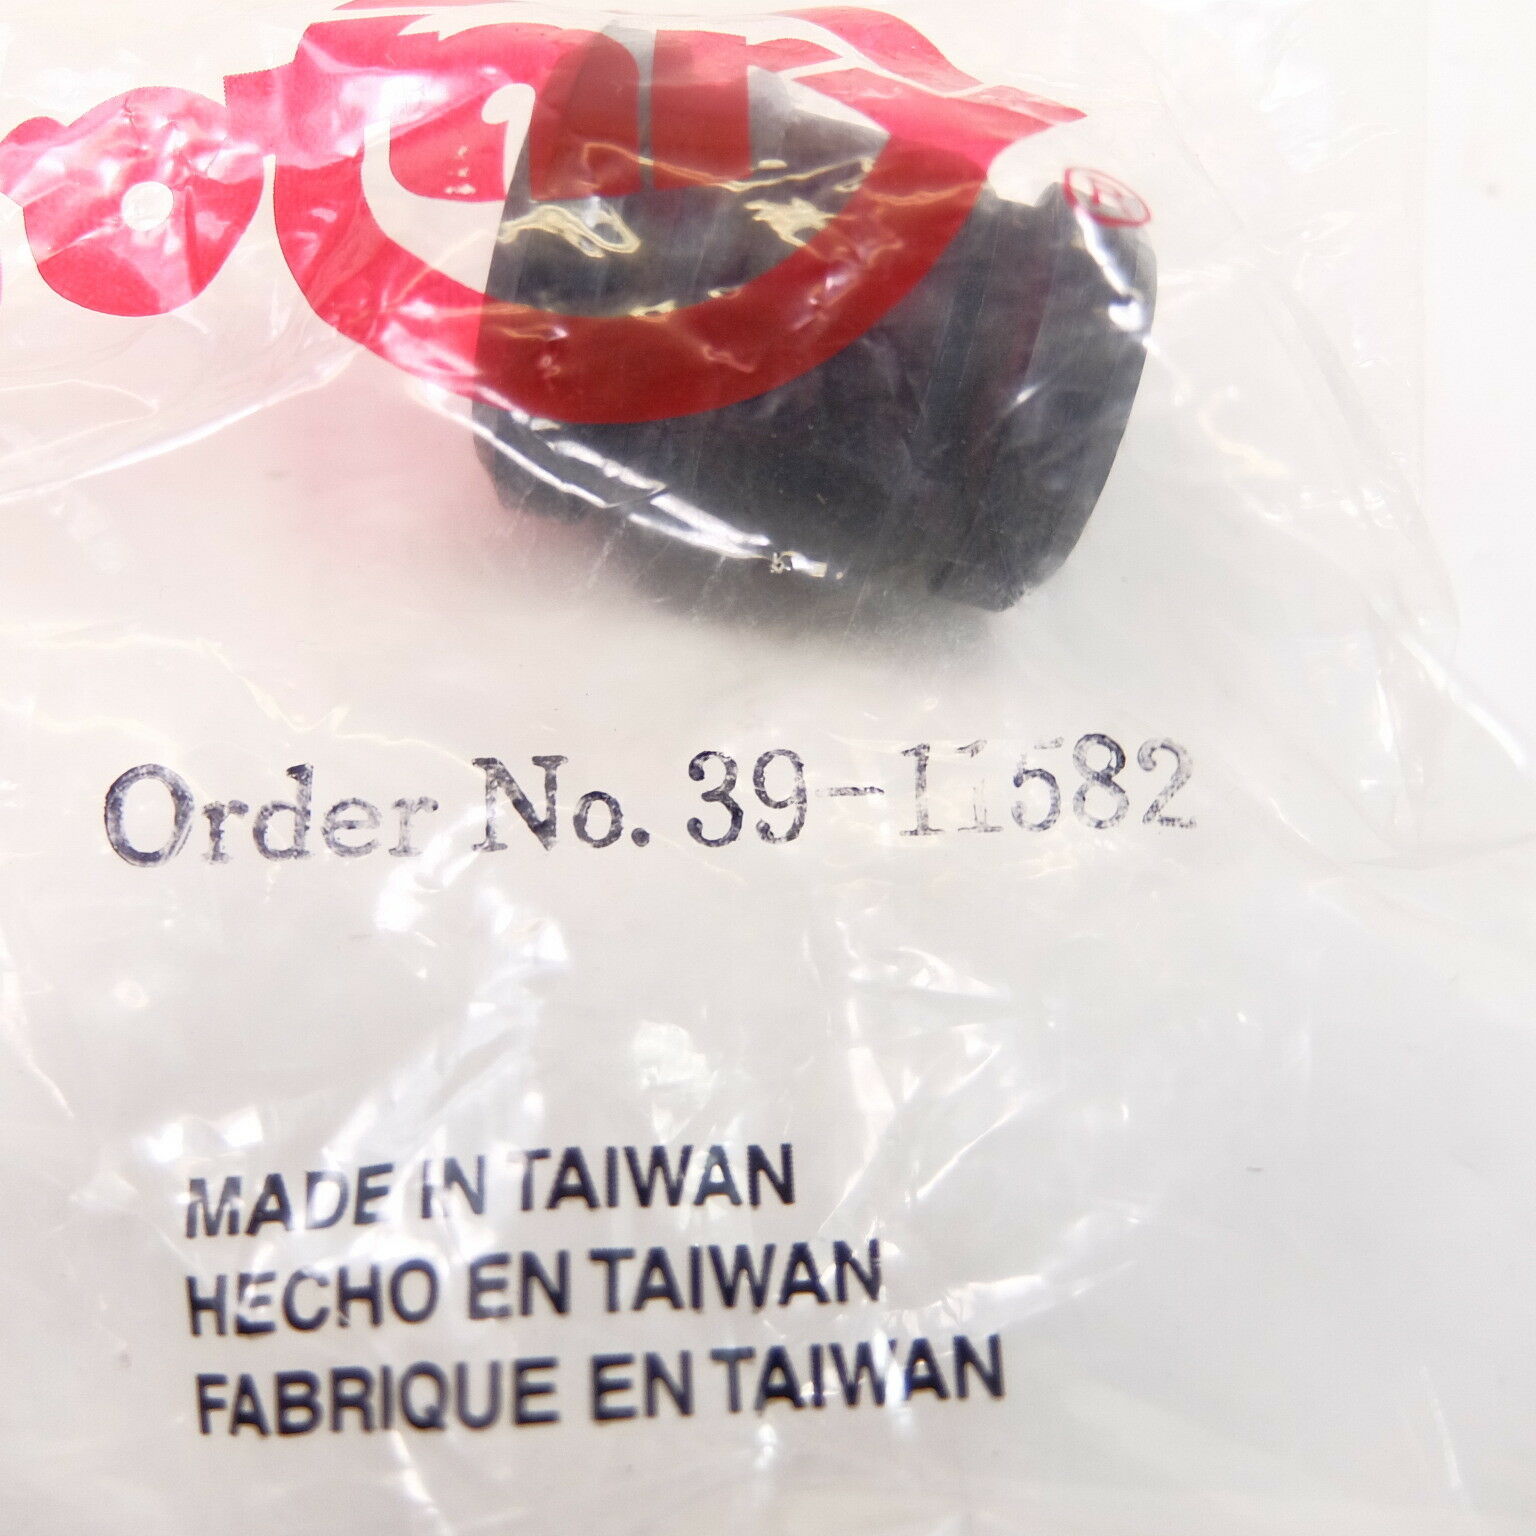 Order No. 39-11582
MADE IN TAIWAN
HECHO EN TAIWAN
FABRIQUE EN TAIWAN